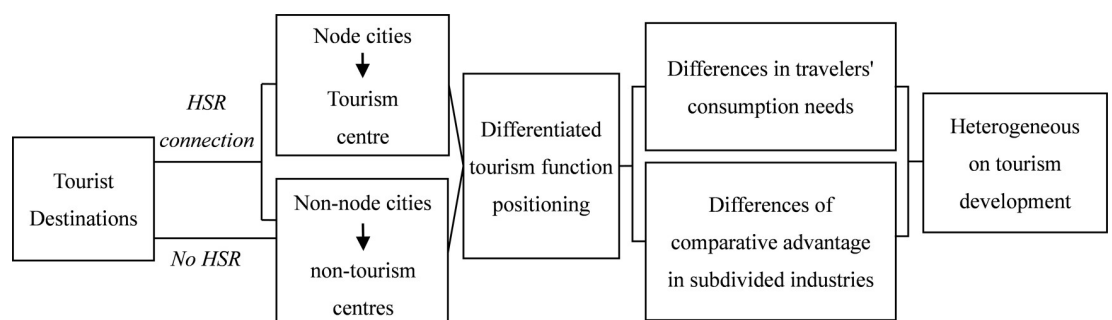 Tourist
Destinations
HSR
connection
No HSR
Node cities
Tourism
centre
Non-node cities
non-tourism
centres
Differentiated
tourism function
positioning
Differences in travelers'
consumption needs
Differences of
comparative advantage
in subdivided industries
Heterogeneous
on tourism
development